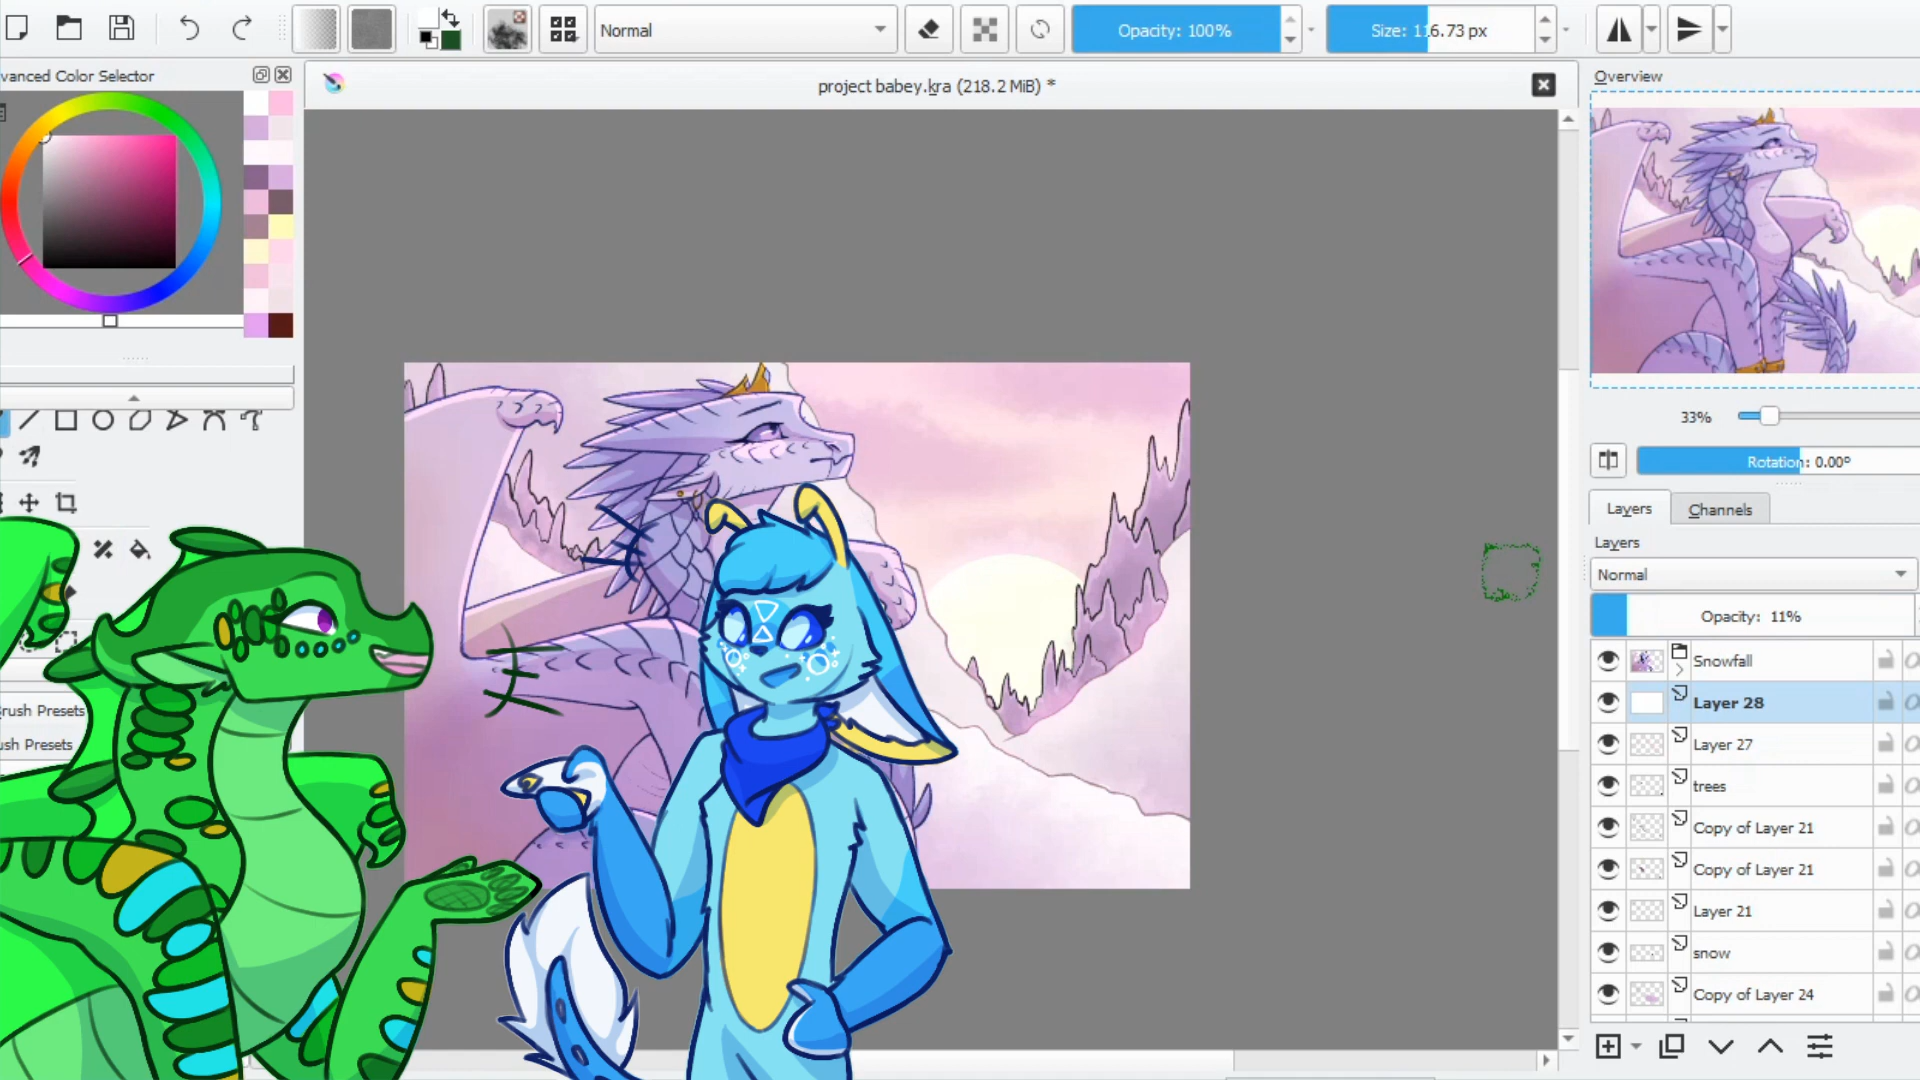 Normal
Opacity: 100%
Size: 116.73 px
vanced Color Selector
project babey.kra (218.2 MiB) *
Overview
33%
Rotation: 0.00°
Layers
Channels
Layers
Normal
Opacity: 11%
Snowfall
Layer 28
Layer 27
trees
Copy of Layer 21
Copy of Layer 21
Layer 21
snow
Copy of Layer 24
rush Presets
ush Presets